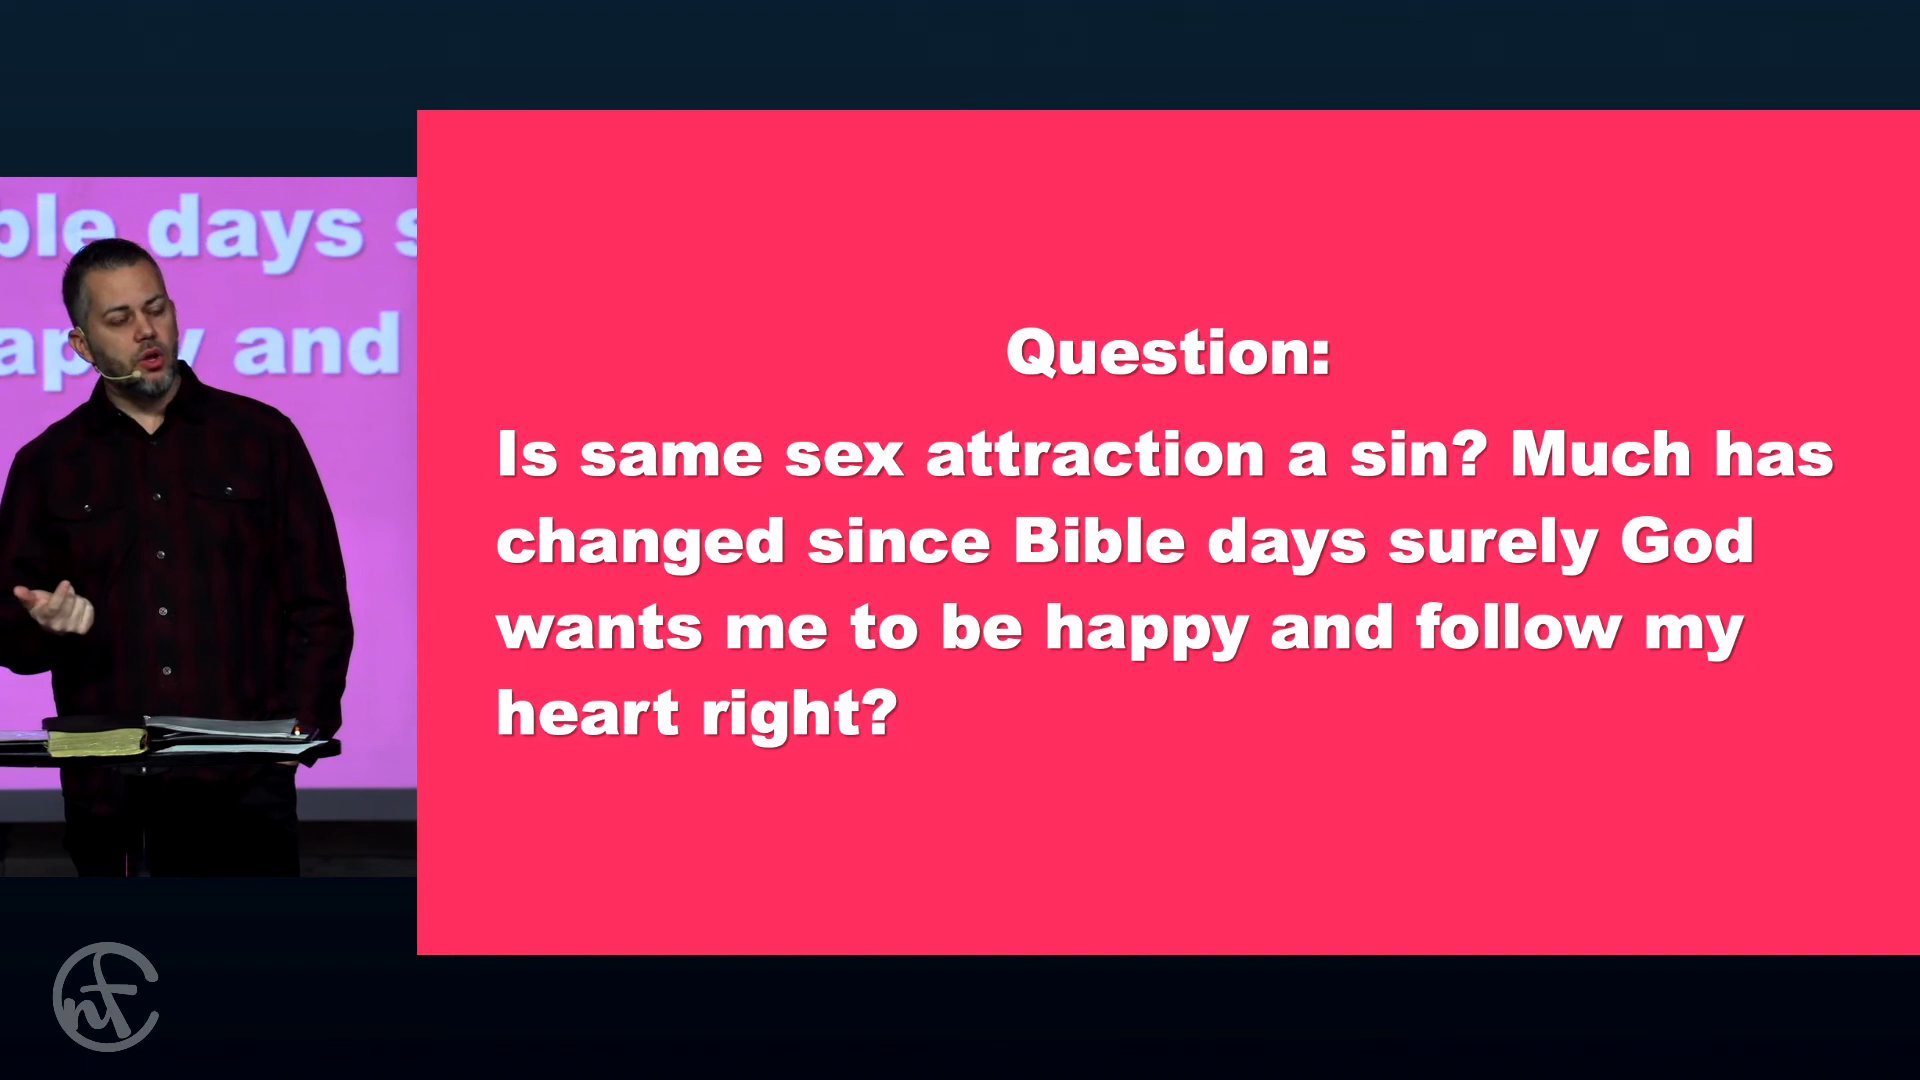 ble days s
ap y and
Question:
Is same sex attraction a sin? Much has
changed since Bible days surely God
wants me to be happy and follow my
heart right?